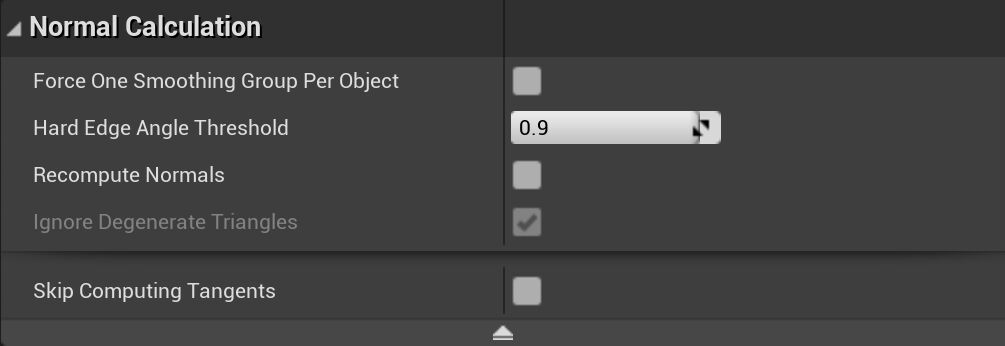 Normal Calculation
Force One Smoothing Group Per Object
Hard Edge Angle Threshold 0.9
Recompute Normals
Ignore Degenerate Triangles
Skip Computing Tangents